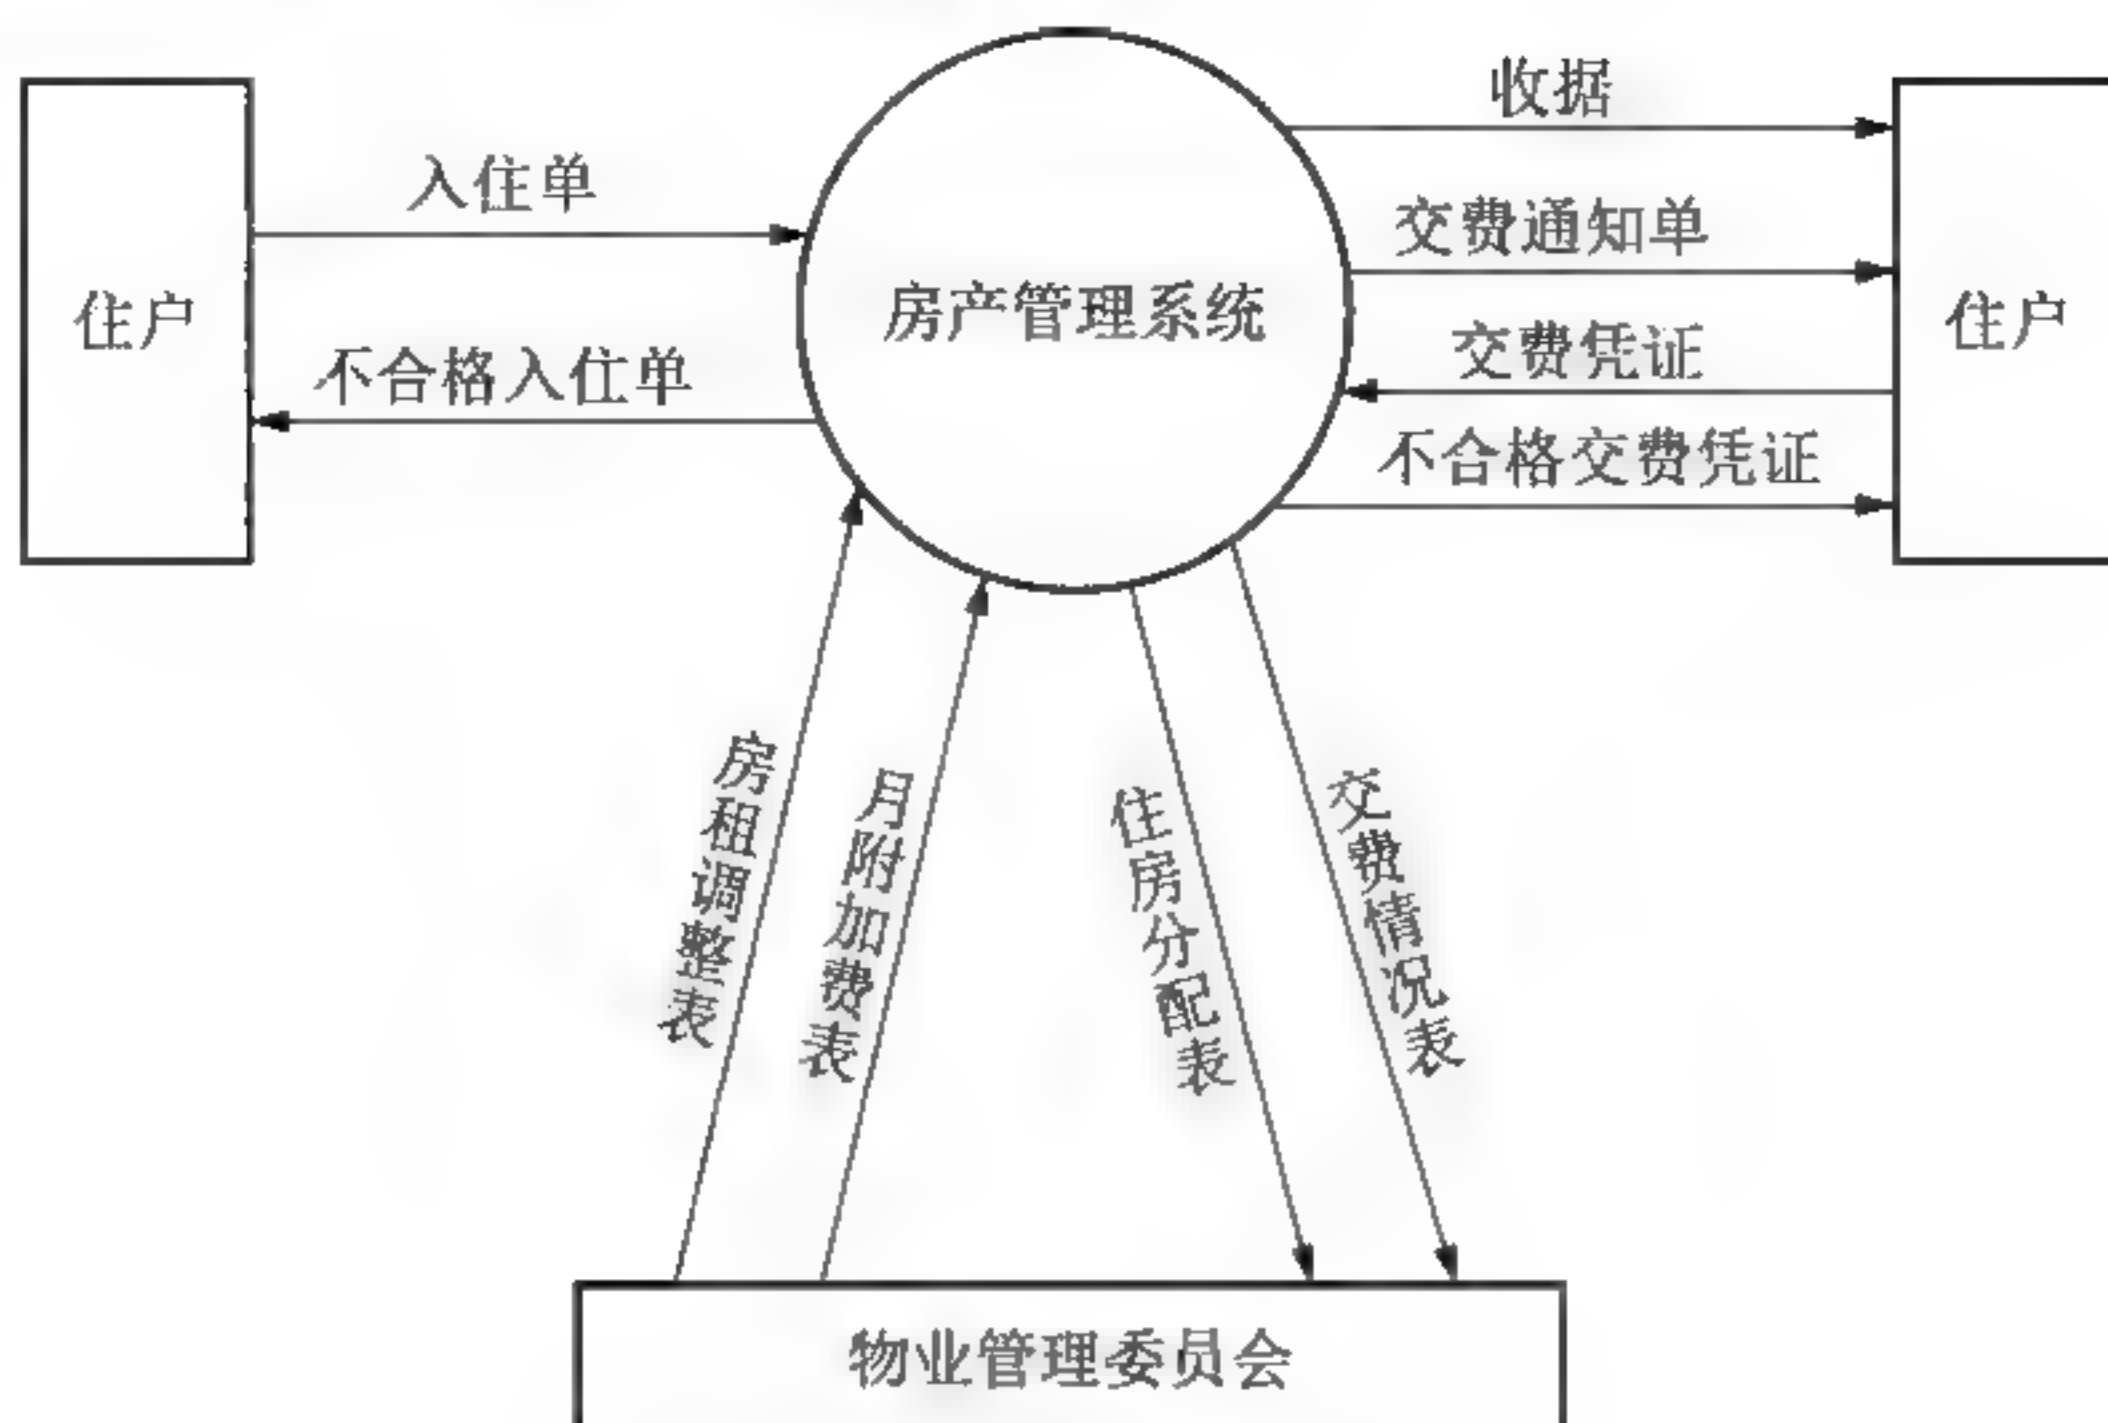 收据
入住单
交费通知单
住户
房产管理系统
住户
不合格入住单
交费凭证
不合格交费凭证
房租调整表
月附加费表
住房分配表
交费情况表
物业管理委员会